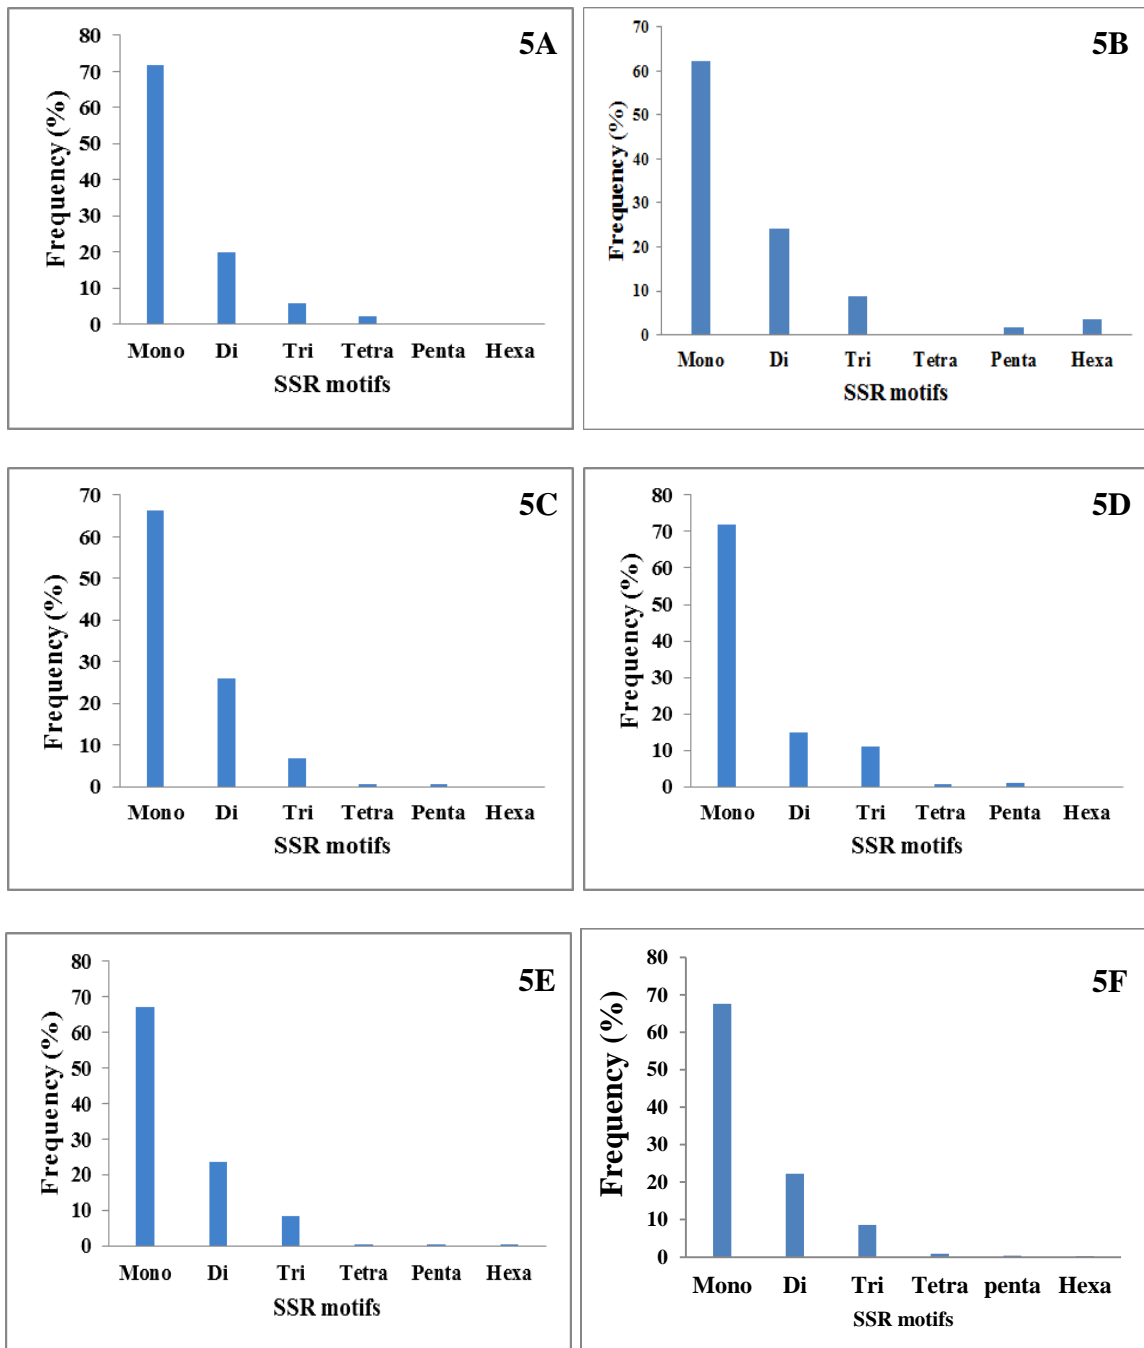 5A
Frequency (%)
80
70
60
50
40
30
20
10
0
Mono Di Tri Tetra Penta Hexa
SSR motifs
5B
Frequency (%)
70
60
50
40
30
20
10
0
Mono Di Tri Tetra Penta Hexa
SSR motifs
5C
Frequency (%)
70
60
50
40
30
20
10
0
Mono Di Tri Tetra Penta Hexa
SSR motifs
5D
Frequency (%)
80
70
60
50
40
30
20
10
0
Mono Di Tri Tetra Penta Hexa
SSR motifs
5E
Frequency (%)
80
70
60
50
40
30
20
10
0
Mono Di Tri Tetra Penta Hexa
SSR motifs
5F
Frequency (%)
80
70
60
50
40
30
20
10
0
Mono Di Tri Tetra penta Hexa
SSR motifs